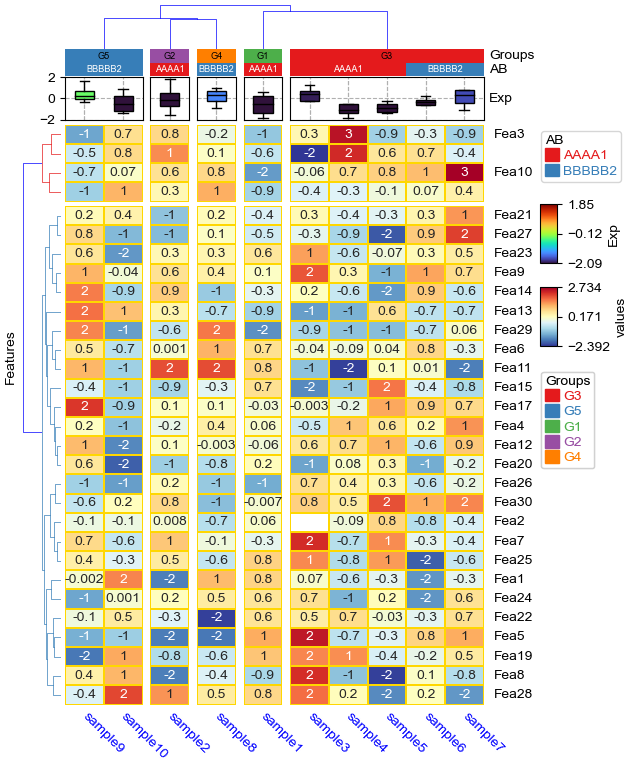 G5 G2 G4 G1 G3 Groups
BBBBB2 AAAA1 BBBBB2 AAAA1 AAAA1 BBBBB2 AB
2
0
−2
Exp
-1 0.7 0.8 -0.2 -1 0.3 3 -0.9 -0.3 -0.9 Fea3
-0.5 0.8 1 0.1 -0.6 -2 2 0.6 0.7 -0.4
-0.7 0.07 0.6 0.8 -2 -0.06 0.7 0.8 1 3 Fea10
-1 1 0.3 1 -0.9 -0.4 -0.3 -0.1 0.07 0.4
0.2 0.4 -1 0.2 -0.4 0.3 -0.4 -0.3 0.3 1 Fea21
0.8 -1 -1 0.1 -0.5 -0.3 -0.9 -2 0.9 2 Fea27
0.6 -2 0.3 0.3 0.6 1 -0.6 -0.07 0.3 0.5 Fea23
1 -0.04 0.6 0.4 0.1 2 0.3 -1 1 0.7 Fea9
2 -0.9 0.9 -1 -0.3 0.2 -0.6 -2 0.9 -0.6 Fea14
2 1 0.3 -0.7 -0.9 -1 -1 0.6 -0.7 -0.7 Fea13
2 -1 -0.6 2 -2 -0.9 -1 -1 -0.7 0.06 Fea29
0.5 -0.7 0.001 1 0.7 -0.04 -0.09 0.04 0.8 -0.3 Fea6
1 -1 2 2 0.8 -1 -2 0.1 0.01 -2 Fea11
-0.4 -1 -0.9 -0.3 0.7 -2 -1 2 -0.4 -0.8 Fea15
2 -0.9 0.1 0.1 -0.03 -0.003 -0.2 1 0.9 0.7 Fea17
0.2 -1 -0.2 0.4 0.06 -0.5 1 0.6 0.2 1 Fea4
1 -2 0.1 -0.003 -0.06 0.6 0.7 1 -0.6 0.9 Fea12
0.6 -2 -1 -0.8 0.2 -1 0.08 0.3 -1 -0.2 Fea20
-1 -1 0.2 -1 -1 0.7 0.4 0.3 -0.6 -0.2 Fea26
-0.6 0.2 0.8 -1 -0.007 0.8 0.5 2 1 2 Fea30
-0.1 -0.1 0.008 -0.7 0.06 -0.09 0.8 -0.8 -0.4 Fea2
0.7 -0.6 1 -0.1 -0.3 2 -0.7 1 -0.3 -0.4 Fea7
0.4 -0.3 0.5 -0.6 0.8 1 -0.8 1 -2 -0.6 Fea25
-0.002 2 -2 1 0.8 0.07 -0.6 -0.3 -2 -0.3 Fea1
-1 0.001 0.2 0.5 0.6 0.7 -1 0.2 -2 0.6 Fea24
-0.1 0.5 -0.3 -2 0.6 0.5 0.7 -0.03 -0.3 0.7 Fea22
-1 -1 -2 -2 1 2 -0.7 -0.3 0.8 1 Fea5
-2 1 -0.8 -0.6 1 2 1 -0.4 -0.2 0.5 Fea19
0.4 1 -2 -0.4 -0.9 2 -1 -2 0.1 -0.8 Fea8
-0.4 2 1 0.5 0.8 2 0.2 -2 0.2 -2 Fea28
sample9 sample10 sample2 sample8 sample1 sample3 sample4 sample5 sample6 sample7
Features
AB
AAAA1
BBBBB2
1.85
−0.12
−2.09
Exp
2.734
0.171
−2.392
values
Groups
G3
G5
G1
G2
G4